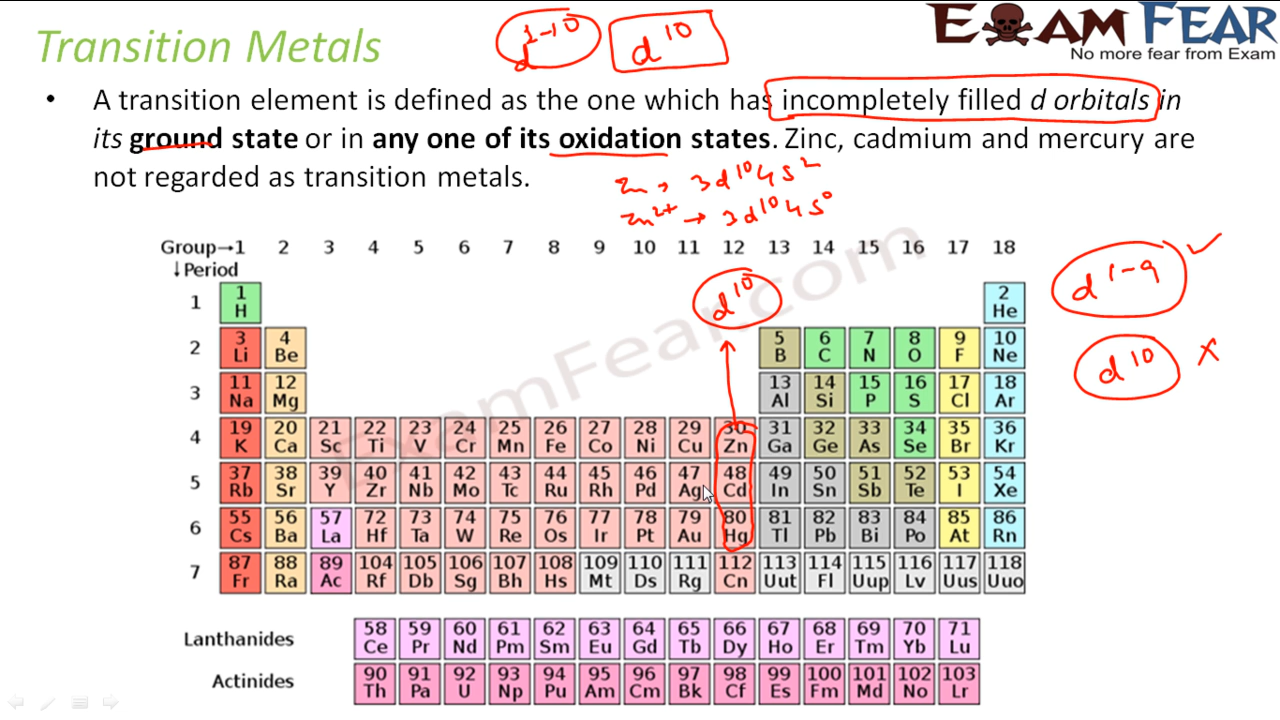 Transition Metals
d¹⁻¹⁰ d¹⁰
EXAM FEAR
No more fear from Exam
• A transition element is defined as the one which has incompletely filled d orbitals in
its ground state or in any one of its oxidation states. Zinc, cadmium and mercury are
not regarded as transition metals.
Zn → 3d¹⁰4s²
Zn²⁺ → 3d¹⁰4s⁰
ExamFear.com
Group→ 1 2 3 4 5 6 7 8 9 10 11 12 13 14 15 16 17 18
↓Period
d¹⁰
d¹⁻⁹ ✓
d¹⁰ ✗
1 1 2
H He
2 3 4 5 6 7 8 9 10
Li Be B C N O F Ne
3 11 12 13 14 15 16 17 18
Na Mg Al Si P S Cl Ar
4 19 20 21 22 23 24 25 26 27 28 29 30 31 32 33 34 35 36
K Ca Sc Ti V Cr Mn Fe Co Ni Cu Zn Ga Ge As Se Br Kr
5 37 38 39 40 41 42 43 44 45 46 47 48 49 50 51 52 53 54
Rb Sr Y Zr Nb Mo Tc Ru Rh Pd Ag Cd In Sn Sb Te I Xe
6 55 56 57 72 73 74 75 76 77 78 79 80 81 82 83 84 85 86
Cs Ba La Hf Ta W Re Os Ir Pt Au Hg Tl Pb Bi Po At Rn
7 87 88 89 104 105 106 107 108 109 110 111 112 113 114 115 116 117 118
Fr Ra Ac Rf Db Sg Bh Hs Mt Ds Rg Cn Uut Fl Uup Lv Uus Uuo
Lanthanides 58 59 60 61 62 63 64 65 66 67 68 69 70 71
Ce Pr Nd Pm Sm Eu Gd Tb Dy Ho Er Tm Yb Lu
Actinides 90 91 92 93 94 95 96 97 98 99 100 101 102 103
Th Pa U Np Pu Am Cm Bk Cf Es Fm Md No Lr